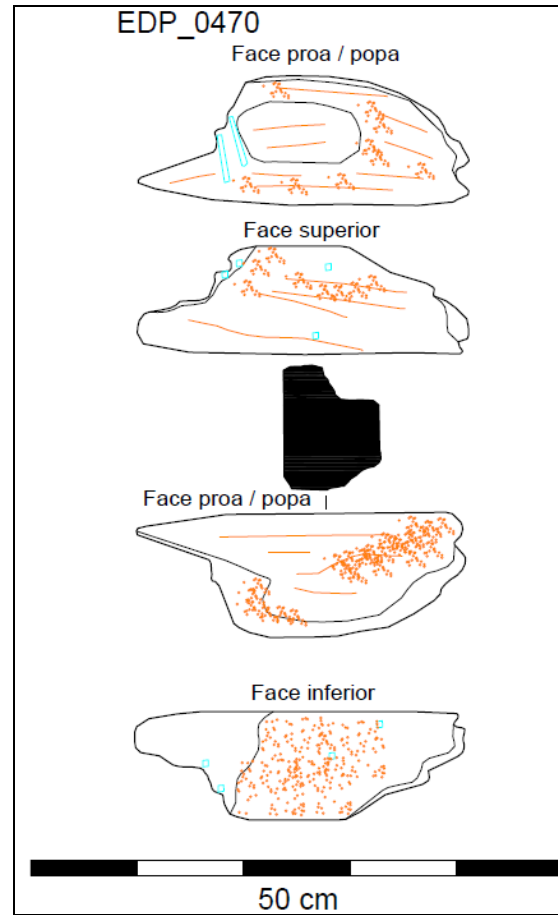 EDP_0470
Face proa / popa
Face superior
Face proa / popa
Face inferior
50 cm